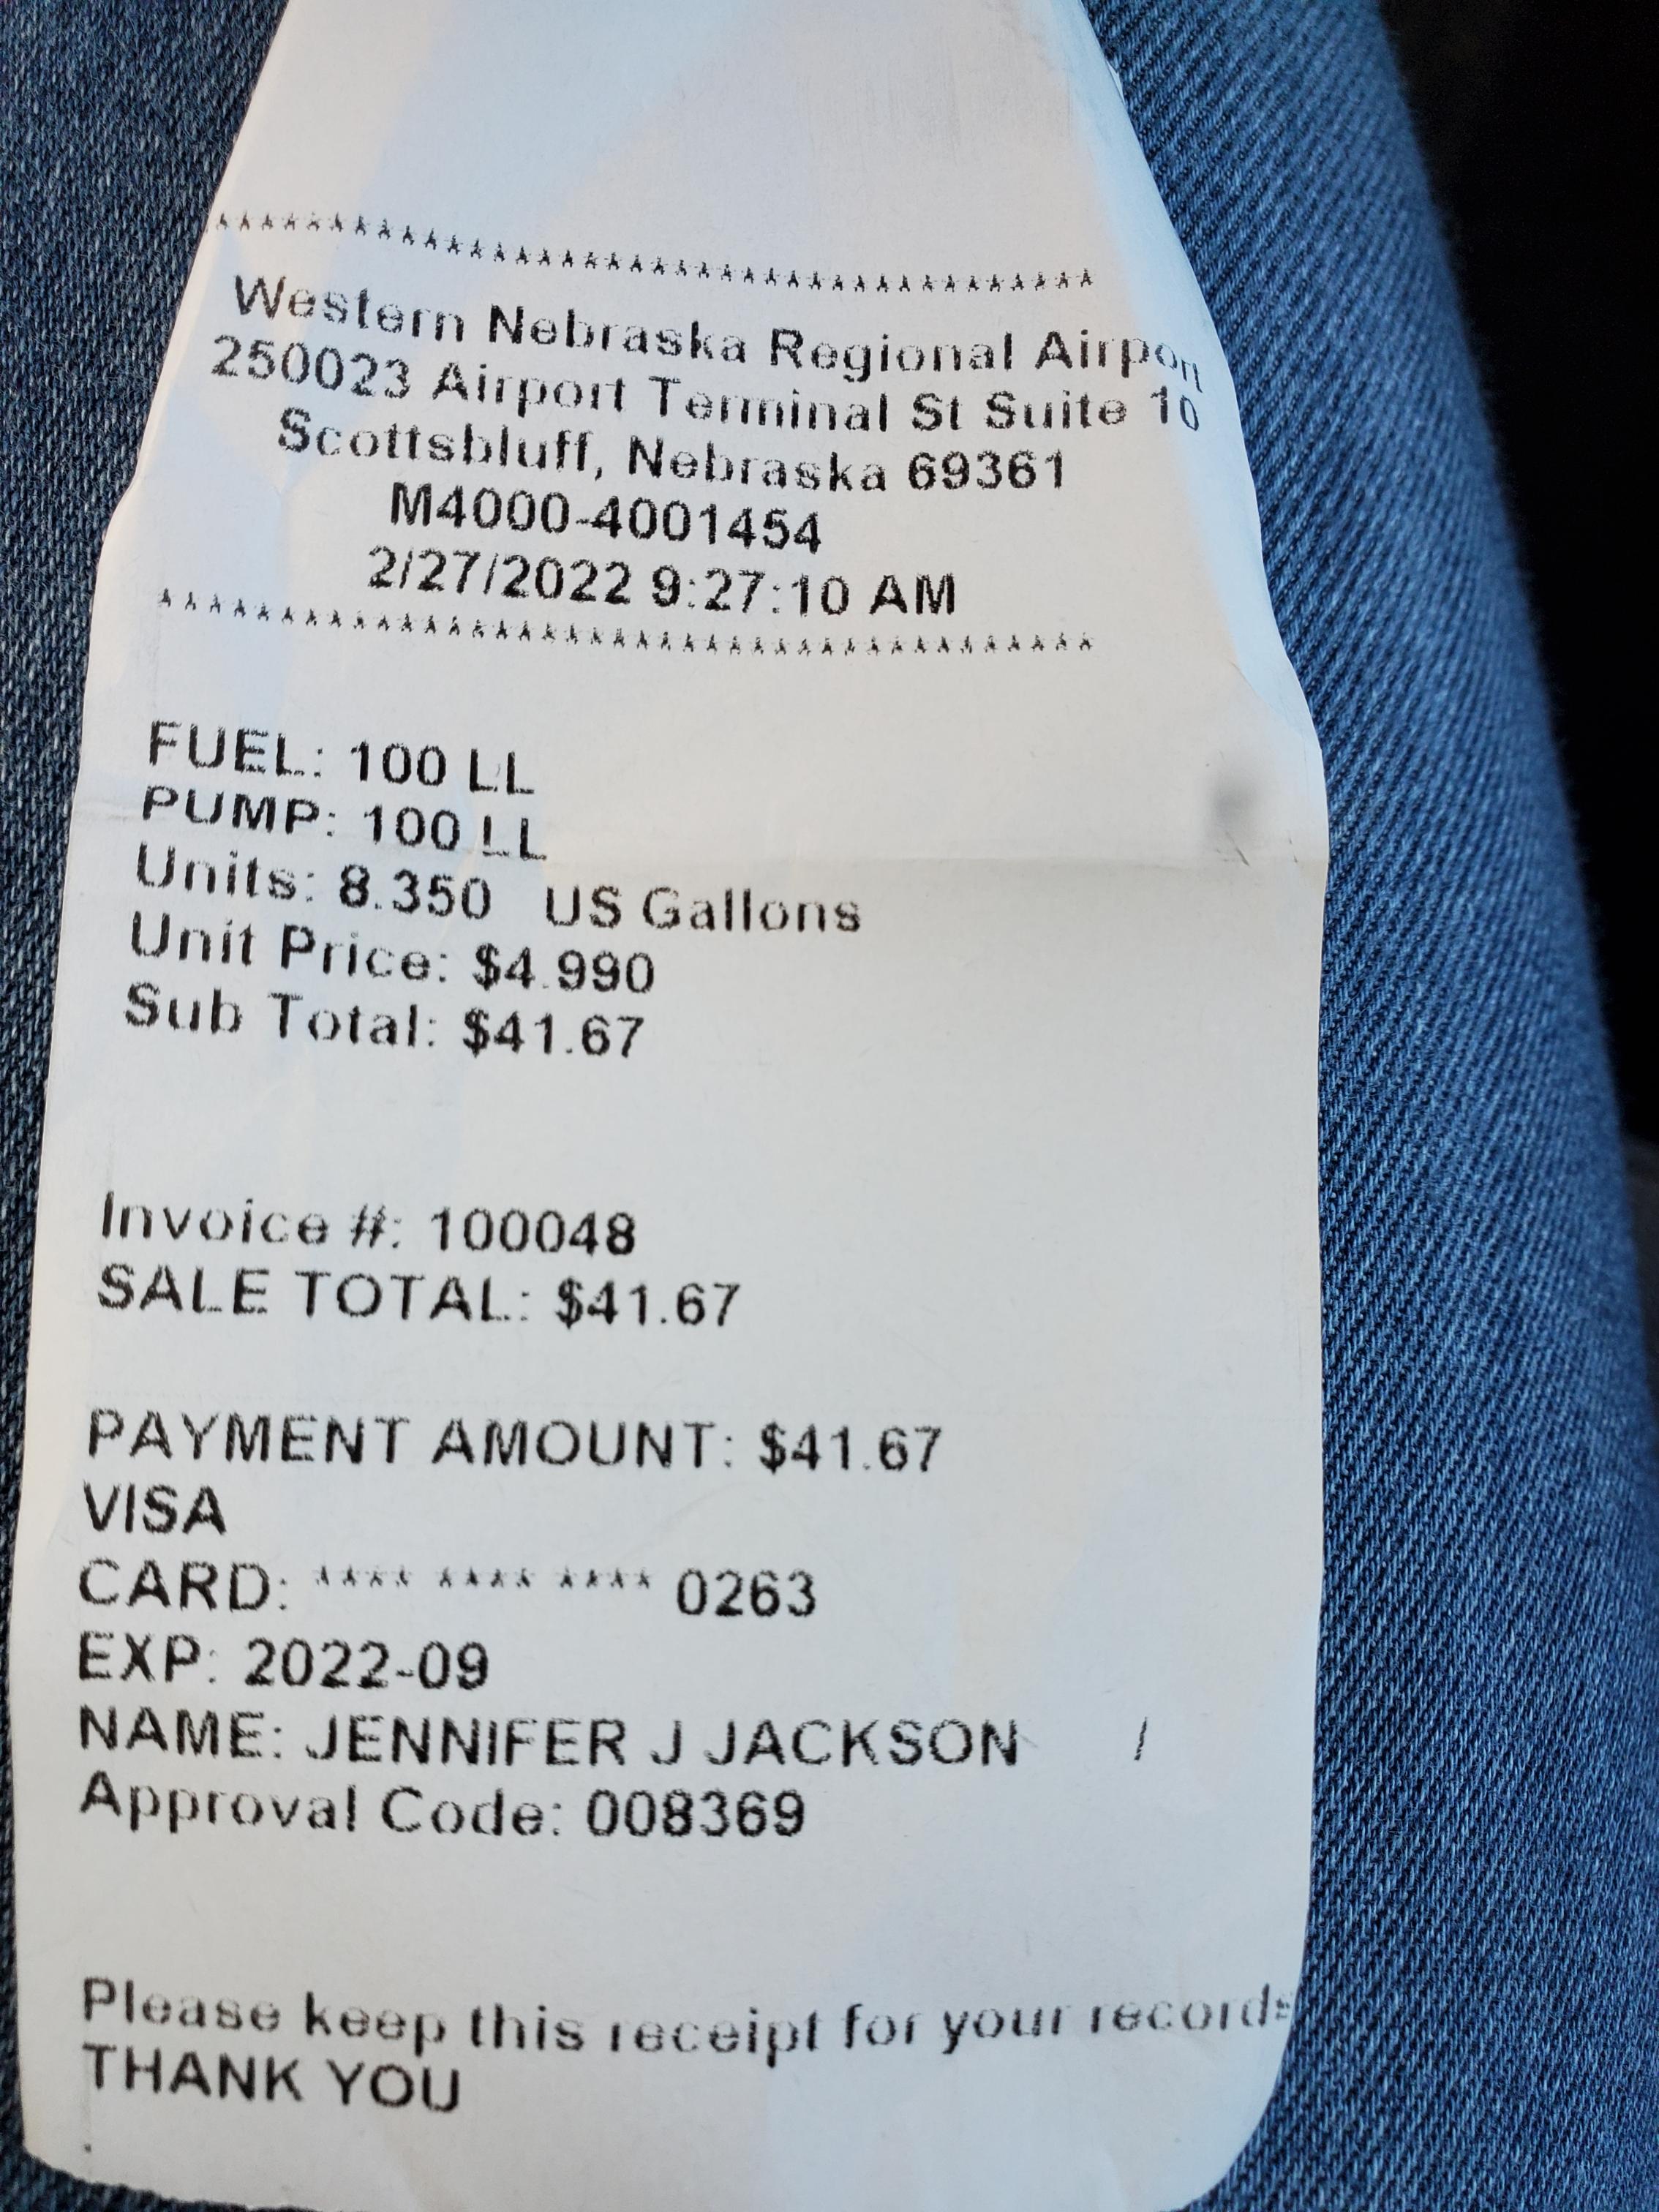 ****************************************
Western Nebraska Regional Airport
250023 Airport Terminal St Suite 10
Scottsbluff, Nebraska 69361
M4000-4001454
2/27/2022 9:27:10 AM
****************************************
FUEL: 100 LL
PUMP: 100 LL
Units: 8.350 US Gallons
Unit Price: $4.990
Sub Total: $41.67
Invoice #: 100048
SALE TOTAL: $41.67
PAYMENT AMOUNT: $41.67
VISA
CARD: **** **** **** 0263
EXP: 2022-09
NAME: JENNIFER J JACKSON /
Approval Code: 008369
Please keep this receipt for your records
THANK YOU